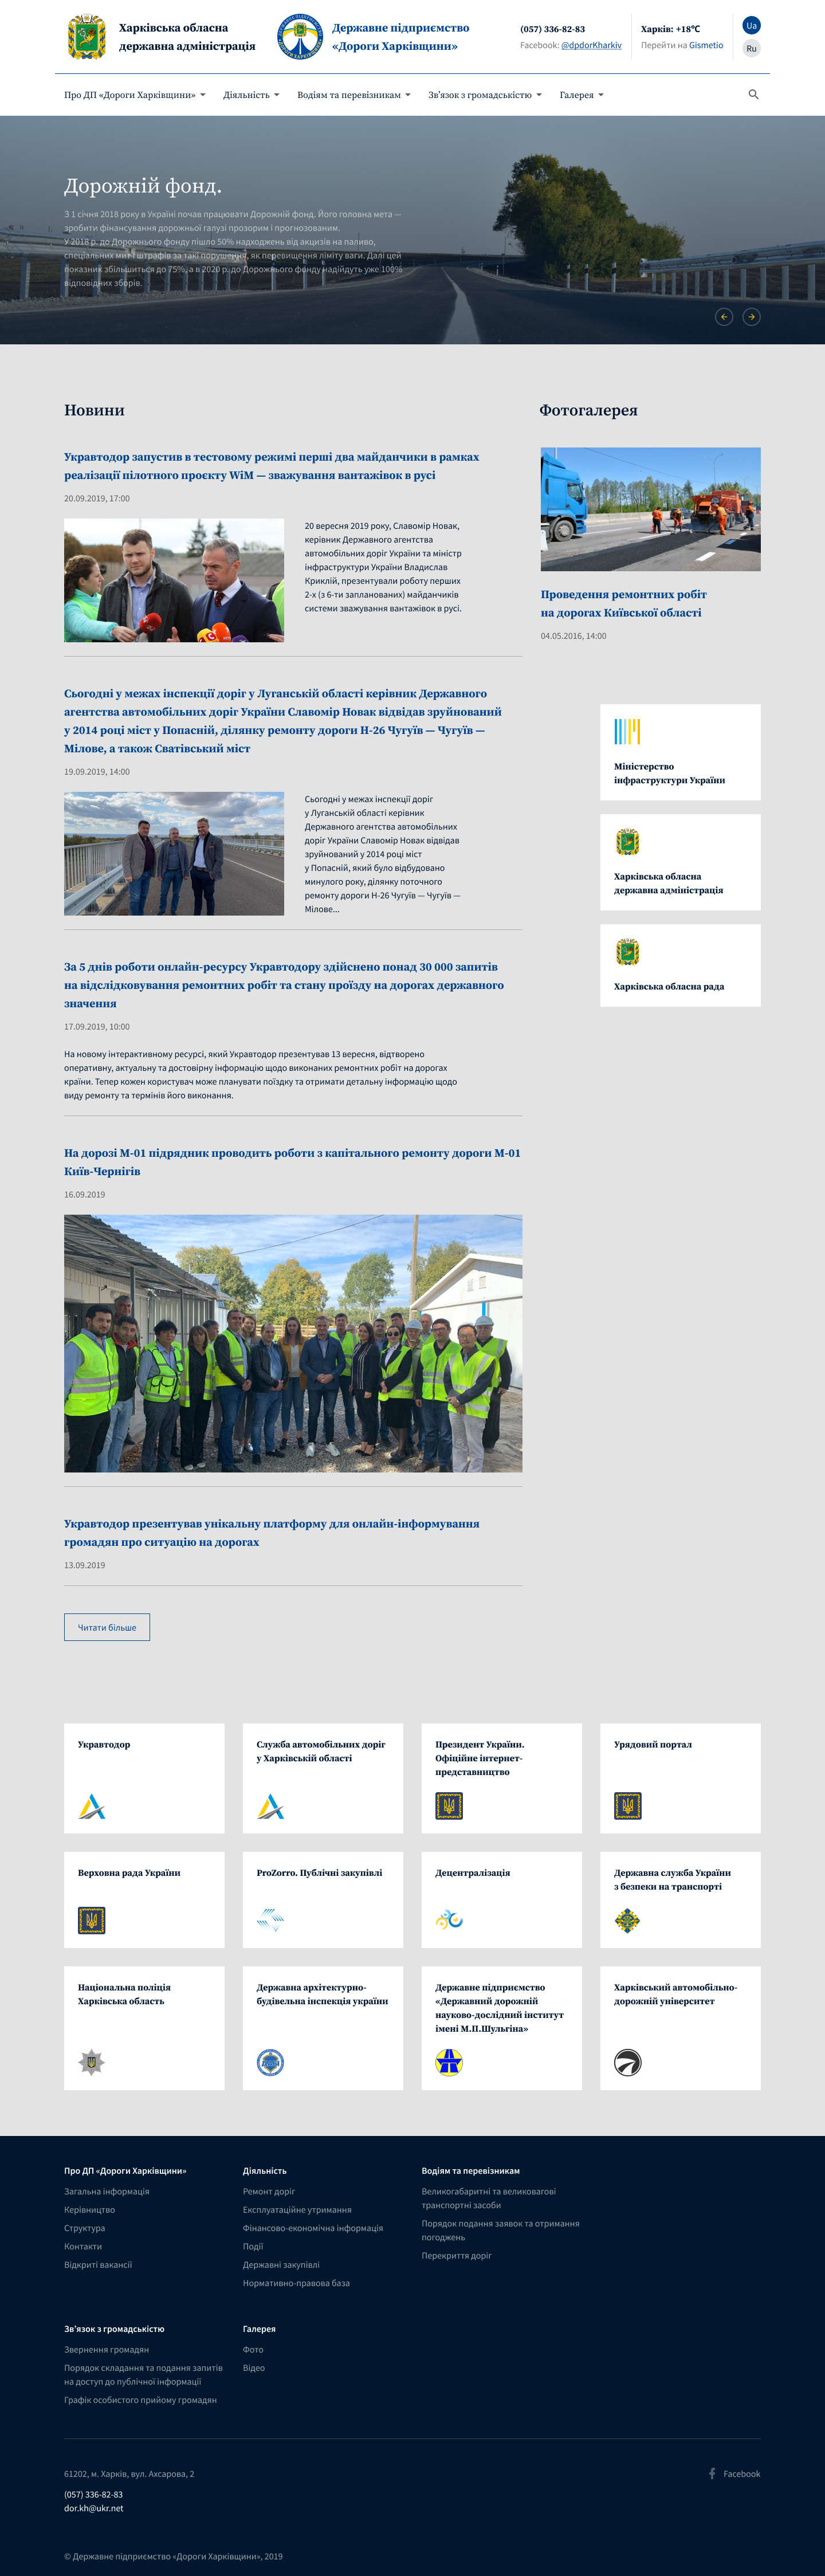 Харківська обласна
державна адміністрація
Державне підприємство
«Дороги Харківщини»
(057) 336-82-83
Facebook: @dpdorKharkiv
Харків: +18℃
Перейти на Gismetio
Ua
Ru
Про ДП «Дороги Харківщини»
Діяльність
Водіям та перевізникам
Зв’язок з громадськістю
Галерея
Дорожній фонд.
З 1 січня 2018 року в Україні почав працювати Дорожній фонд. Його головна мета —
зробити фінансування дорожньої галузі прозорим і прогнозованим.
У 2018 р. до Дорожнього фонду пішло 50% надходжень від акцизів на паливо,
спеціальних мит і штрафів за такі порушення, як перевищення ліміту ваги. Далі цей
показник збільшиться до 75%, а в 2020 р. до Дорожнього фонду надійдуть уже 100%
відповідних зборів.
Новини
Укравтодор запустив в тестовому режимі перші два майданчики в рамках
реалізації пілотного проєкту WiM — зважування вантажівок в русі
20.09.2019, 17:00
20 вересня 2019 року, Славомір Новак,
керівник Державного агентства
автомобільних доріг України та міністр
інфраструктури України Владислав
Криклій, презентували роботу перших
2-х (з 6-ти запланованих) майданчиків
системи зважування вантажівок в русі.
Сьогодні у межах інспекції доріг у Луганській області керівник Державного
агентства автомобільних доріг України Славомір Новак відвідав зруйнований
у 2014 році міст у Попасній, ділянку ремонту дороги Н-26 Чугуїв — Чугуїв —
Мілове, а також Сватівський міст
19.09.2019, 14:00
Сьогодні у межах інспекції доріг
у Луганській області керівник
Державного агентства автомобільних
доріг України Славомір Новак відвідав
зруйнований у 2014 році міст
у Попасній, який було відбудовано
минулого року, ділянку поточного
ремонту дороги Н-26 Чугуїв — Чугуїв —
Мілове...
За 5 днів роботи онлайн-ресурсу Укравтодору здійснено понад 30 000 запитів
на відслідковування ремонтних робіт та стану проїзду на дорогах державного
значення
17.09.2019, 10:00
На новому інтерактивному ресурсі, який Укравтодор презентував 13 вересня, відтворено
оперативну, актуальну та достовірну інформацію щодо виконаних ремонтних робіт на дорогах
країни. Тепер кожен користувач може планувати поїздку та отримати детальну інформацію щодо
виду ремонту та термінів його виконання.
На дорозі М-01 підрядник проводить роботи з капітального ремонту дороги М-01
Київ-Чернігів
16.09.2019
Укравтодор презентував унікальну платформу для онлайн-інформування
громадян про ситуацію на дорогах
13.09.2019
Читати більше
Фотогалерея
Проведення ремонтних робіт
на дорогах Київської області
04.05.2016, 14:00
Міністерство
інфраструктури України
Харківська обласна
державна адміністрація
Харківська обласна рада
Укравтодор
Служба автомобільних доріг
у Харківській області
Президент України.
Офіційне інтернет-
представництво
Урядовий портал
Верховна рада України
ProZorro. Публічні закупівлі
Децентралізація
Державна служба України
з безпеки на транспорті
Національна поліція
Харківська область
Державна архітектурно-
будівельна інспекція україни
Державне підприємство
«Державний дорожній
науково-дослідний інститут
імені М.П.Шульгіна»
Харківський автомобільно-
дорожній університет
Про ДП «Дороги Харківщини»
Загальна інформація
Керівництво
Структура
Контакти
Відкриті вакансії
Діяльність
Ремонт доріг
Експлуатаційне утримання
Фінансово-економічна інформація
Події
Державні закупівлі
Нормативно-правова база
Водіям та перевізникам
Великогабаритні та великовагові
транспортні засоби
Порядок подання заявок та отримання
погоджень
Перекриття доріг
Зв’язок з громадськістю
Звернення громадян
Порядок складання та подання запитів
на доступ до публічної інформації
Графік особистого прийому громадян
Галерея
Фото
Відео
61202, м. Харків, вул. Ахсарова, 2
(057) 336-82-83
dor.kh@ukr.net
Facebook
© Державне підприємство «Дороги Харківщини», 2019